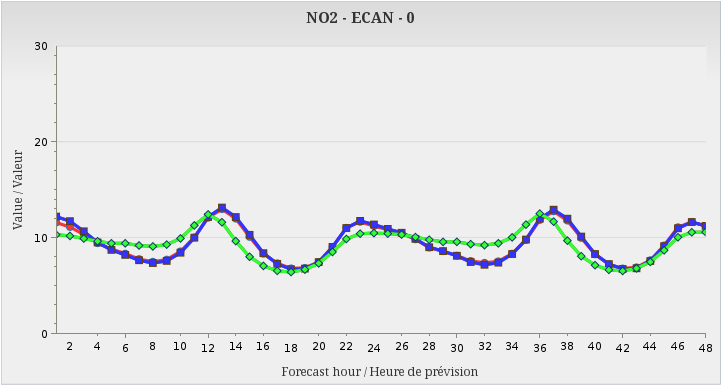 NO2 - ECAN - 0
30
20
10
0
Value / Valeur
2 4 6 8 10 12 14 16 18 20 22 24 26 28 30 32 34 36 38 40 42 44 46 48
Forecast hour / Heure de prévision